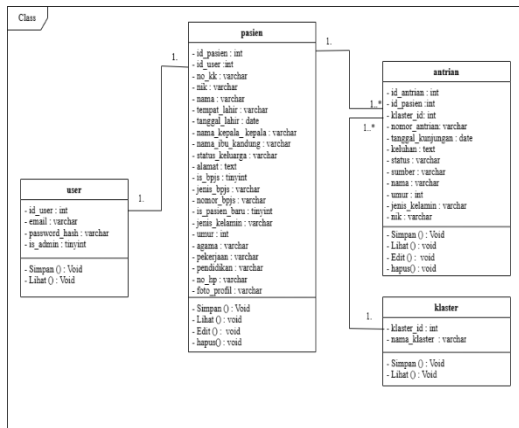 Class
pasien
- id_pasien : int
- id_user :int
- no_kk : varchar
- nik : varchar
- nama : varchar
- tempat_lahir : varchar
- tanggal_lahir : date
- nama_kepala_kepala : varchar
- nama_ibu_kandung : varchar
- status_keluarga : varchar
- alamat : text
- is_bpjs : tinyint
- jenis_bpjs : varchar
- nomor_bpjs : varchar
- is_pasien_baru : tinyint
- jenis_kelamin : varchar
- umur : int
- agama : varchar
- pekerjaan : varchar
- pendidikan : varchar
- no_hp : varchar
- foto_profil : varchar
- Simpan () : Void
- Lihat () : void
- Edit () : void
- hapus() : void
1.
1.
1.
user
- id_user : int
- email : varchar
- password_hash : varchar
- is_admin : tinyint
- Simpan () : Void
- Lihat () : Void
antrian
- id_antrian : int
- id_pasien :int
- klaster_id: int
- nomor_antrian: varchar
- tanggal_kunjungan : date
- keluhan : text
- status : varchar
- sumber : varchar
- nama : varchar
- umur : int
- jenis_kelamin : varchar
- nik : varchar
- Simpan () : Void
- Lihat () : Void
- Edit () : void
- hapus() : void
1..*
1..*
1.
klaster
- klaster_id : int
- nama_klaster : varchar
- Simpan () : Void
- Lihat () : Void